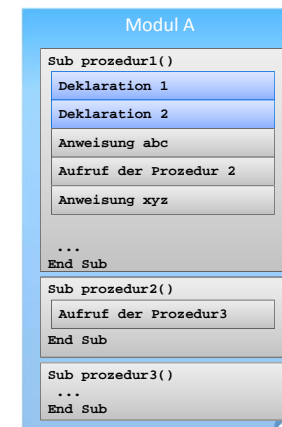 Modul A
Sub prozedur1()
Deklaration 1
Deklaration 2
Anweisung abc
Aufruf der Prozedur 2
Anweisung xyz
...
End Sub
Sub prozedur2()
Aufruf der Prozedur3
End Sub
Sub prozedur3()
...
End Sub